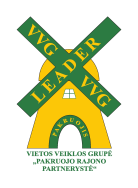 VVG
LEADER
VVG
PAKRUOJIS
VIETOS VEIKLOS GRUPĖ
„PAKRUOJO RAJONO
PARTNERYSTĖ“